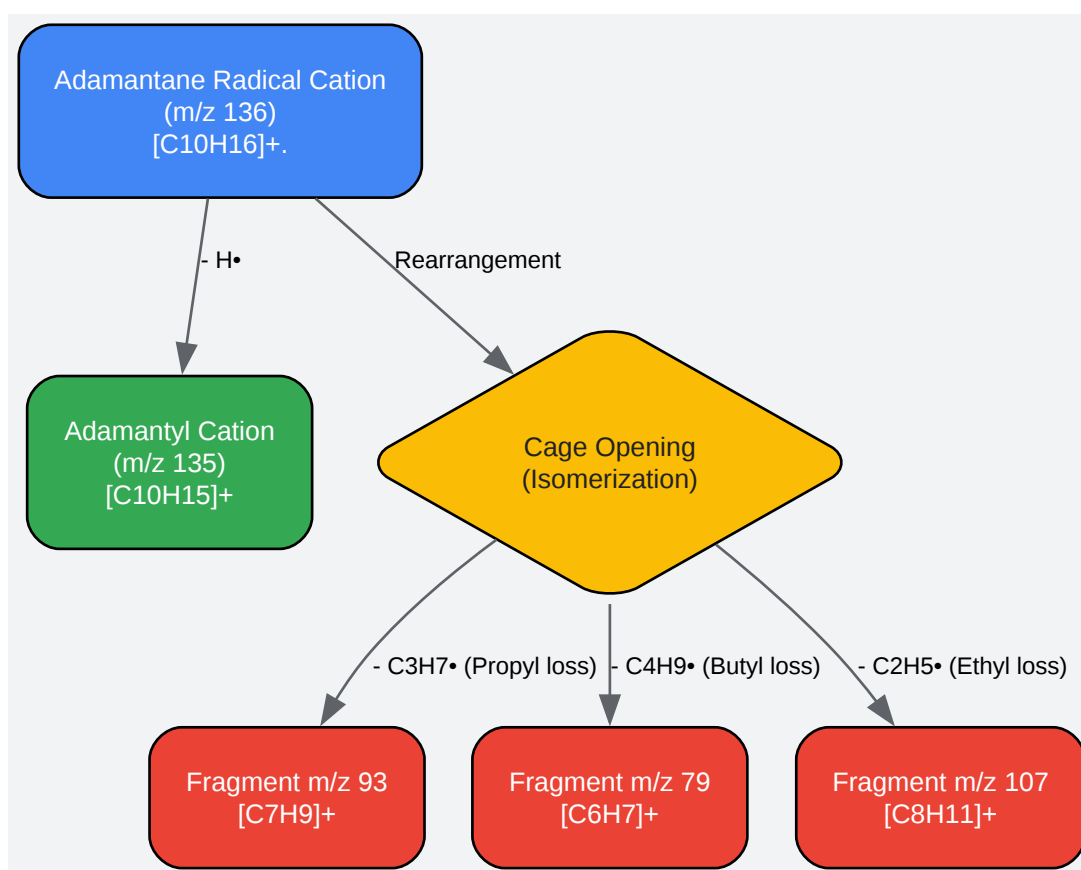 Adamantane Radical Cation
(m/z 136)
[C10H16]+.
- H•
Rearrangement
Adamantyl Cation
(m/z 135)
[C10H15]+
Cage Opening
(Isomerization)
- C3H7• (Propyl loss)
- C4H9• (Butyl loss)
- C2H5• (Ethyl loss)
Fragment m/z 93
[C7H9]+
Fragment m/z 79
[C6H7]+
Fragment m/z 107
[C8H11]+